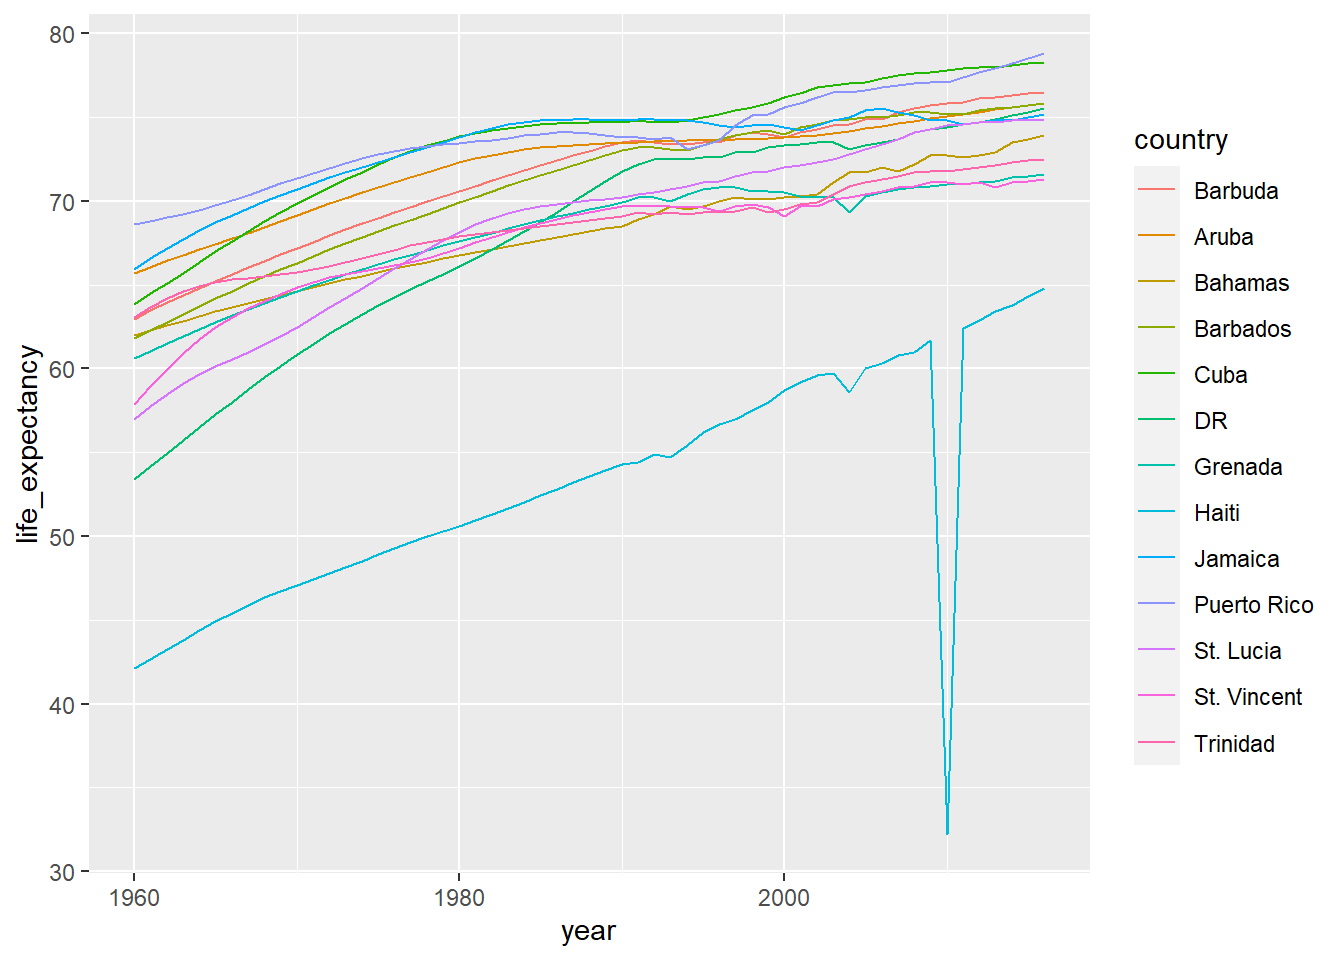 80
70
60
50
40
30
life_expectancy
1960
1980
2000
year
country
Barbuda
Aruba
Bahamas
Barbados
Cuba
DR
Grenada
Haiti
Jamaica
Puerto Rico
St. Lucia
St. Vincent
Trinidad